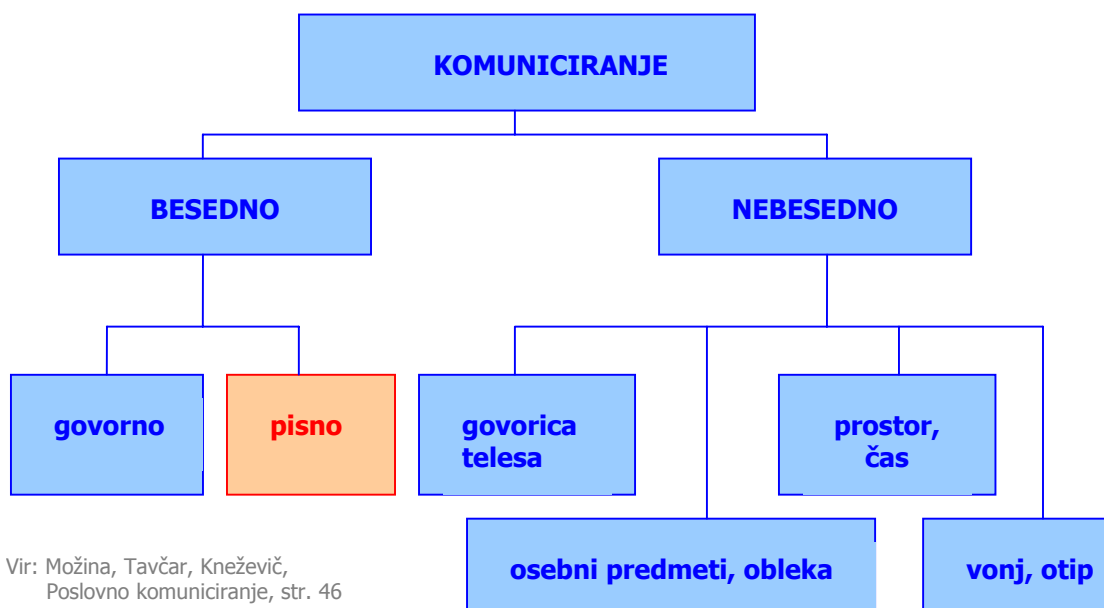 KOMUNICIRANJE
BESEDNO
NEBESEDNO
govorno
pisno
govorica
telesa
prostor,
čas
osebni predmeti, obleka
vonj, otip
Vir: Možina, Tavčar, Kneževič,
Poslovno komuniciranje, str. 46